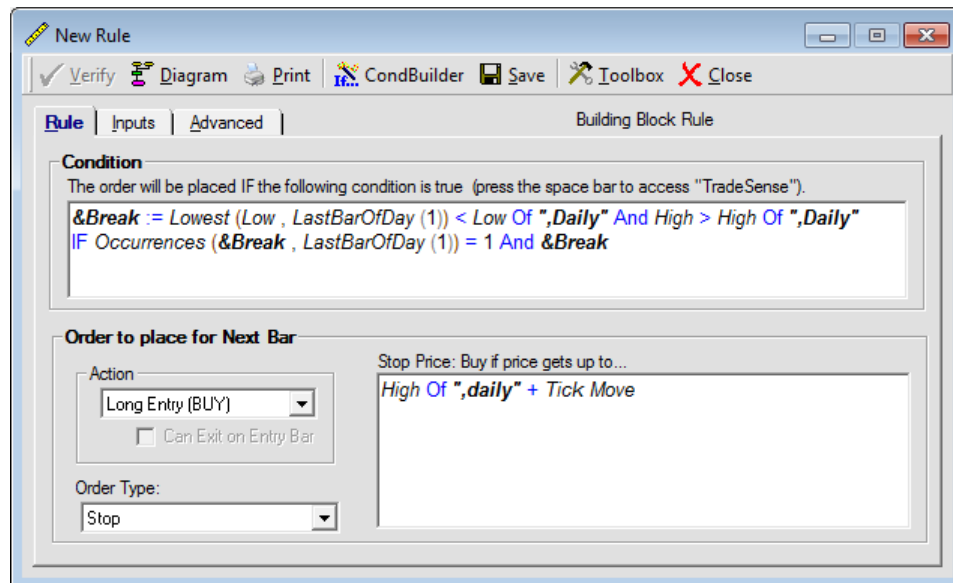 New Rule
Verify Diagram Print If... CondBuilder Save Toolbox Close
Rule Inputs Advanced Building Block Rule
Condition
The order will be placed IF the following condition is true (press the space bar to access "TradeSense").
&Break := Lowest (Low , LastBarOfDay (1)) < Low Of ",Daily" And High > High Of ",Daily"
IF Occurrences (&Break , LastBarOfDay (1)) = 1 And &Break
Order to place for Next Bar
Action
Long Entry (BUY)
Can Exit on Entry Bar
Order Type:
Stop
Stop Price: Buy if price gets up to...
High Of ",daily" + Tick Move